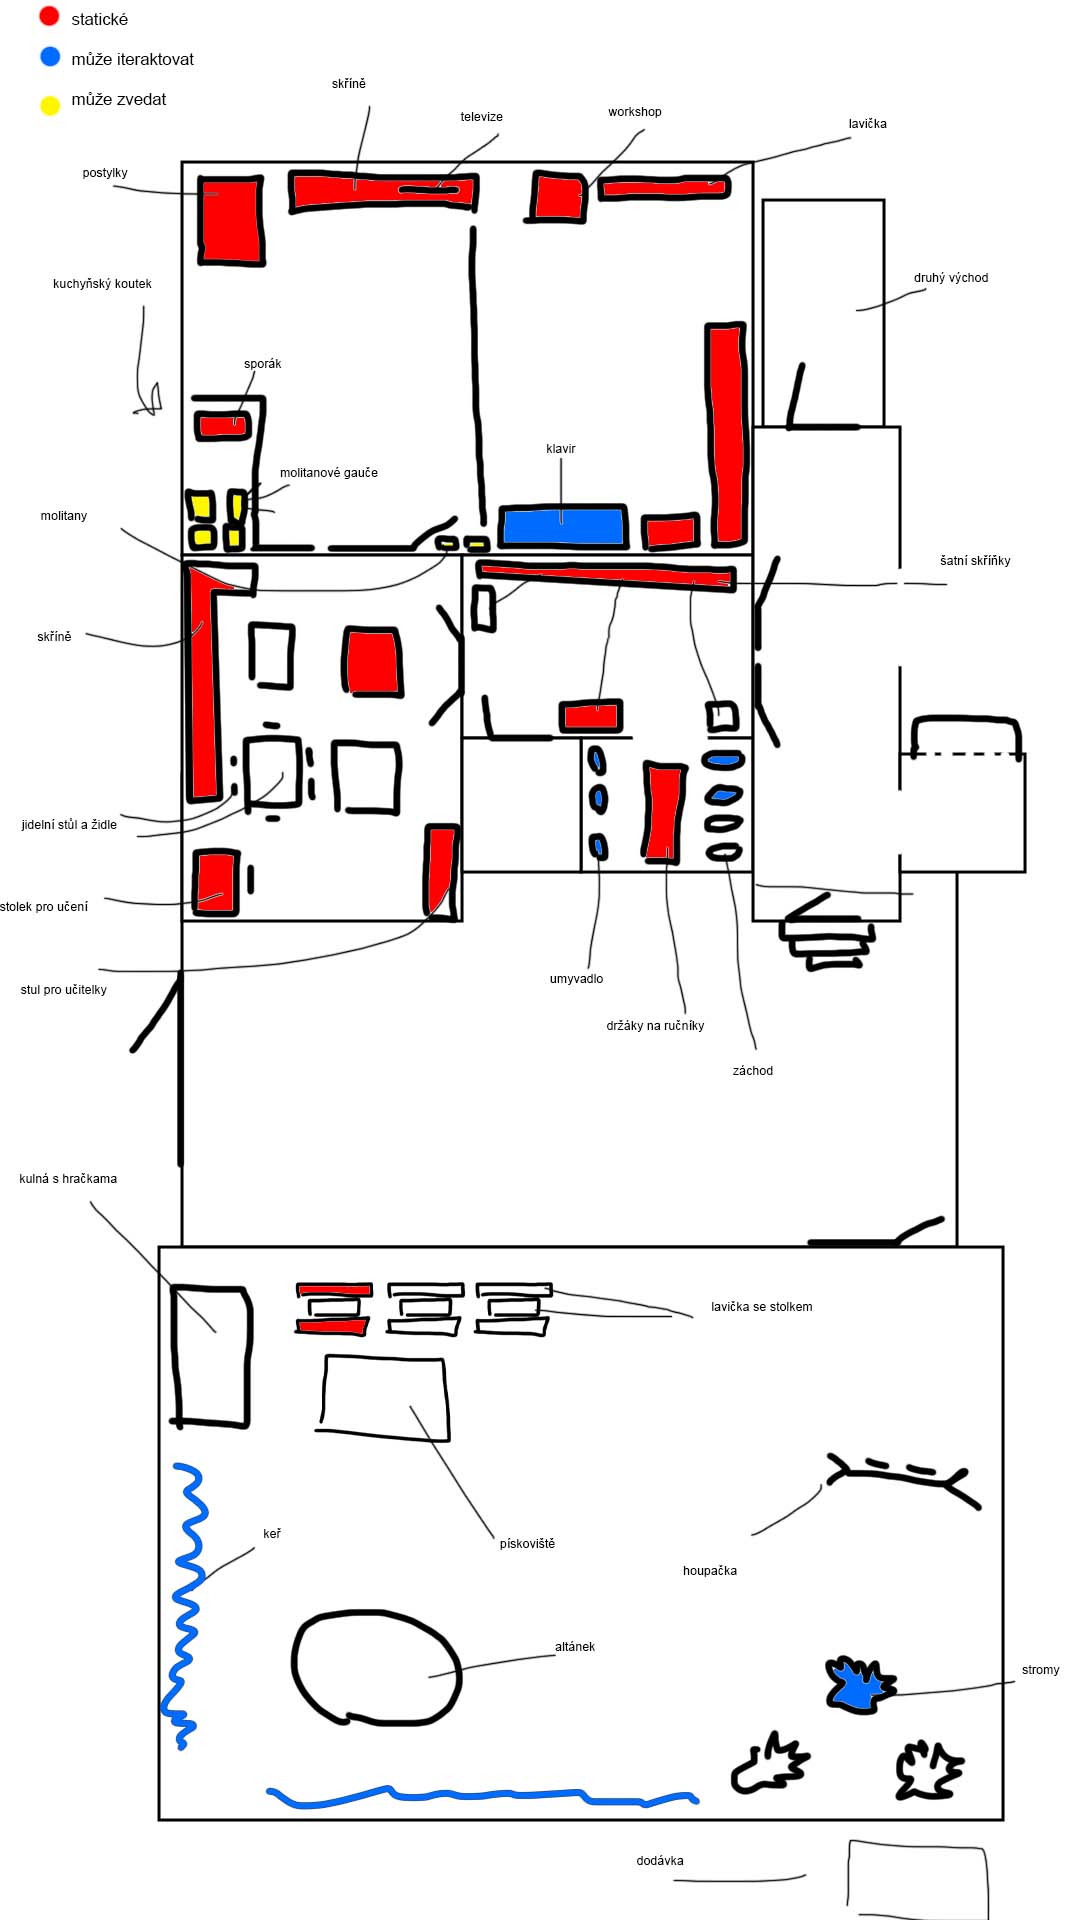 statické
může iteraktovat
může zvedat
skříně
televize
workshop
lavička
postylky
kuchyňský koutek
druhý východ
sporák
klavir
molitanové gauče
molitany
šatní skříňky
skříně
jidelní stůl a židle
stolek pro učení
umyvadlo
stul pro učitelky
držáky na ručníky
záchod
kulná s hračkama
lavička se stolkem
keř
pískoviště
houpačka
altánek
stromy
dodávka